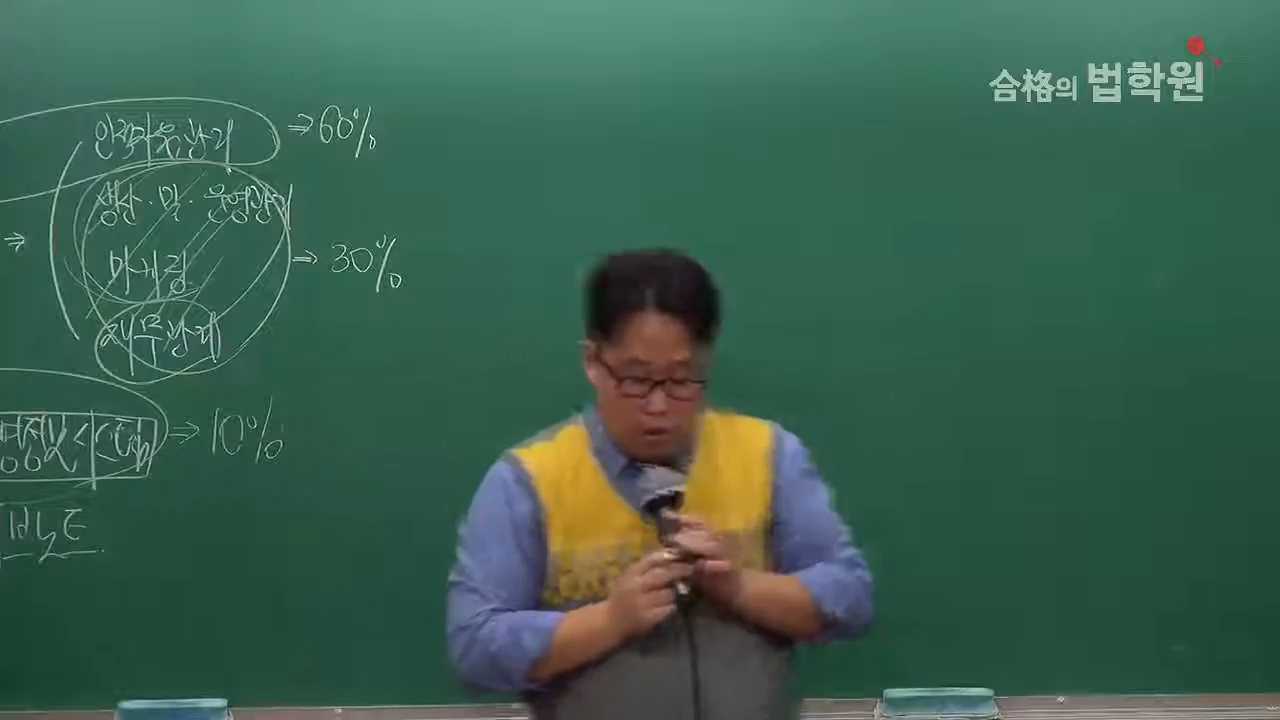 合格의 법학원
인적자원관리 ⇒ 60%
생산·및·운영관리
⇒
마케팅 ⇒ 30%
재무관리
⇒ 10%